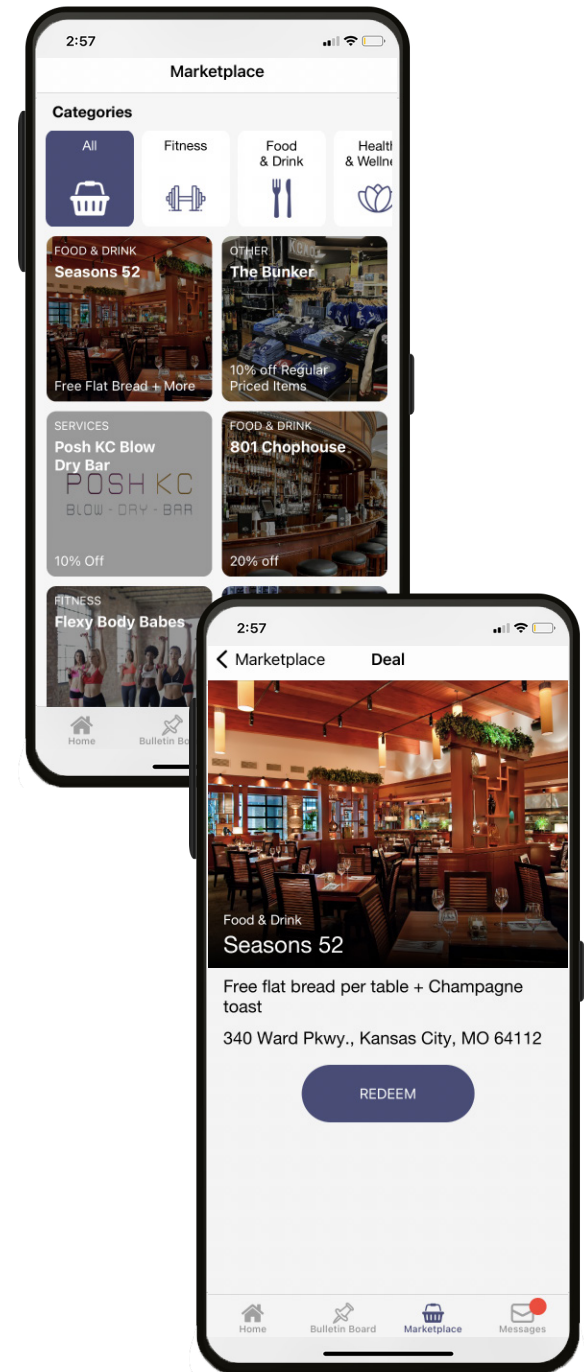 2:57
Marketplace
Categories
All
Fitness
Food
& Drink
Health
& Wellne
FOOD & DRINK
Seasons 52
Free Flat Bread + More
OTHER
The Bunker
10% off Regular
Priced Items
SERVICES
Posh KC Blow
Dry Bar
POSH KC
BLOW - DRY - BAR
10% Off
FOOD & DRINK
801 Chophouse
20% off
FITNESS
Flexy Body Babes
Home
Bulletin Bo
2:57
Marketplace
Deal
Food & Drink
Seasons 52
Free flat bread per table + Champagne
toast
340 Ward Pkwy., Kansas City, MO 64112
REDEEM
Home
Bulletin Board
Marketplace
Messages